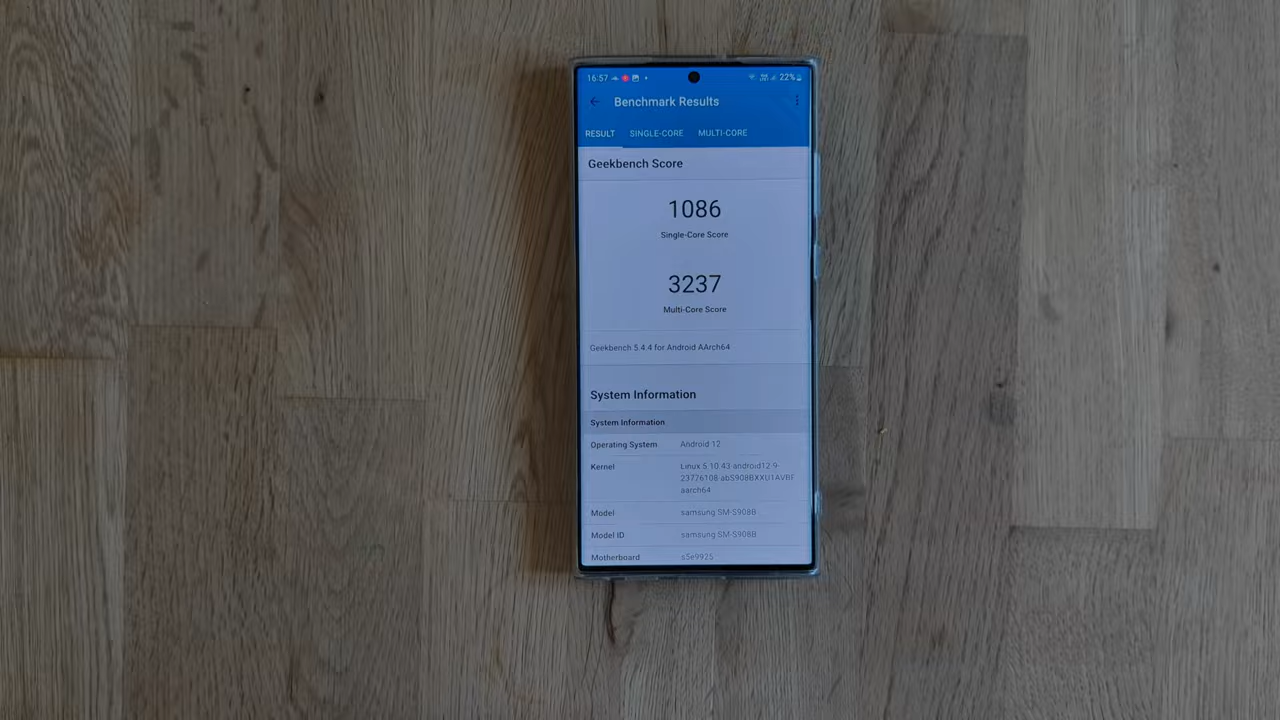 16:57 22%
Benchmark Results
RESULT SINGLE-CORE MULTI-CORE
Geekbench Score
1086
Single-Core Score
3237
Multi-Core Score
Geekbench 5.4.4 for Android AArch64
System Information
System Information
Operating System Android 12
Kernel Linux 5.10.43-android12-9-
23776108-abS908BXXU1AVBF
aarch64
Model samsung SM-S908B
Model ID samsung SM-S908B
Motherboard s5e9925